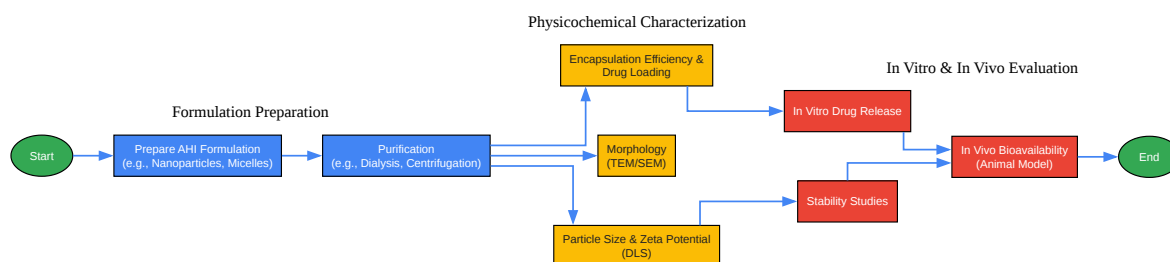 Physicochemical Characterization
Encapsulation Efficiency &
Drug Loading
In Vitro & In Vivo Evaluation
Formulation Preparation
In Vitro Drug Release
Start
Prepare AHI Formulation
(e.g., Nanoparticles, Micelles)
Purification
(e.g., Dialysis, Centrifugation)
Morphology
(TEM/SEM)
In Vivo Bioavailability
(Animal Model)
End
Stability Studies
Particle Size & Zeta Potential
(DLS)